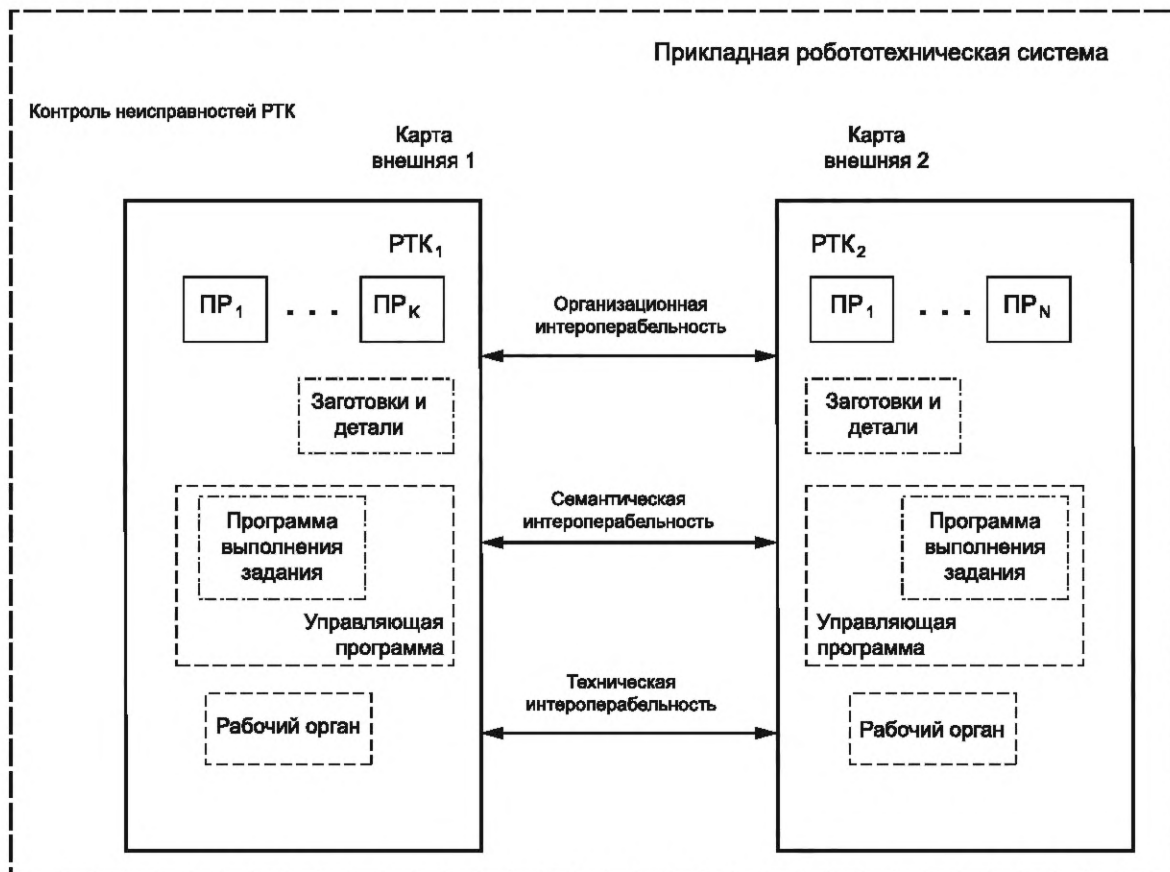 Прикладная робототехническая система
Контроль неисправностей РТК
Карта
внешняя 1
Карта
внешняя 2
РТК₁
ПР₁ . . . ПР_К
Заготовки и
детали
Программа
выполнения
задания
Управляющая
программа
Рабочий орган
Организационная
интероперабельность
Семантическая
интероперабельность
Техническая
интероперабельность
РТК₂
ПР₁ . . . ПР_N
Заготовки и
детали
Программа
выполнения
задания
Управляющая
программа
Рабочий орган